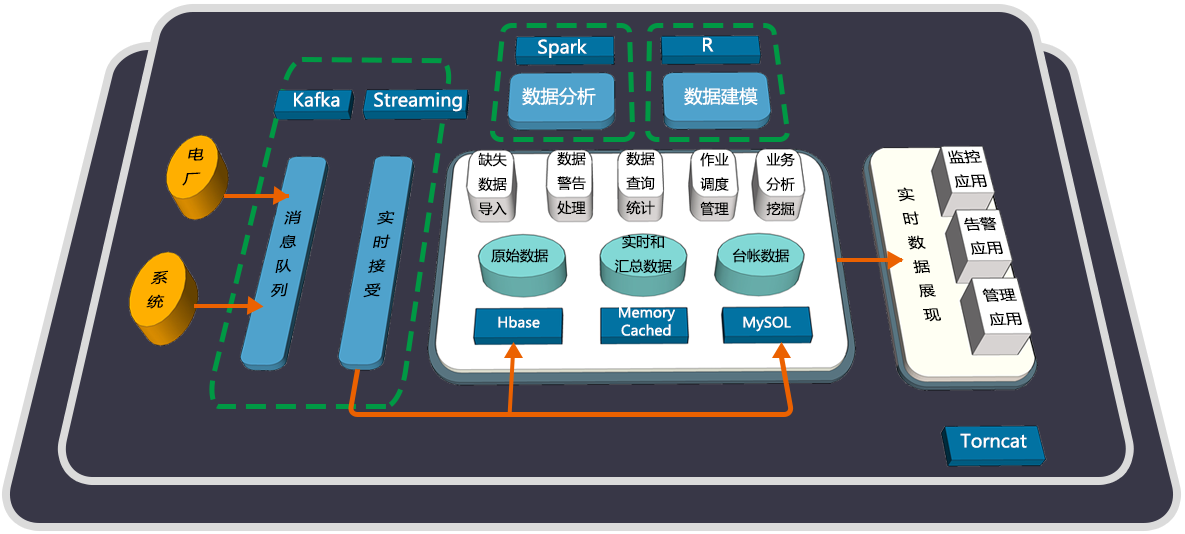 Spark
R
数据分析
数据建模
Kafka
Streaming
电厂
系统
消息队列
实时接受
缺失
数据
导入
数据
警告
处理
数据
查询
统计
作业
调度
管理
业务
分析
挖掘
原始数据
实时和
汇总数据
台帐数据
Hbase
Memory
Cached
MySOL
实时数据展现
监控
应用
告警
应用
管理
应用
Torncat